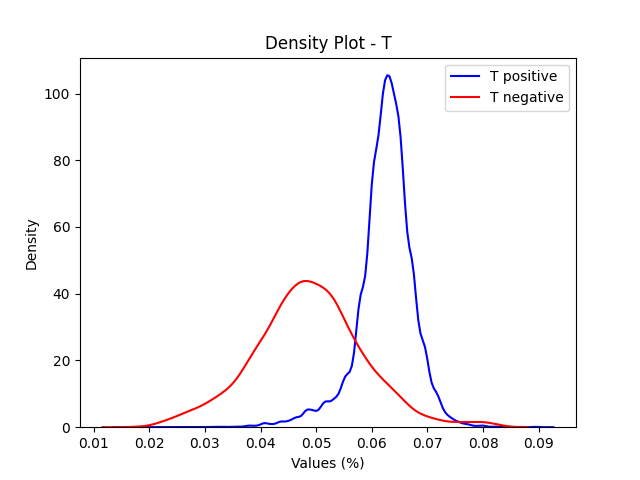 Density Plot - T
T positive
T negative
Density
100
80
60
40
20
0
0.01 0.02 0.03 0.04 0.05 0.06 0.07 0.08 0.09
Values (%)